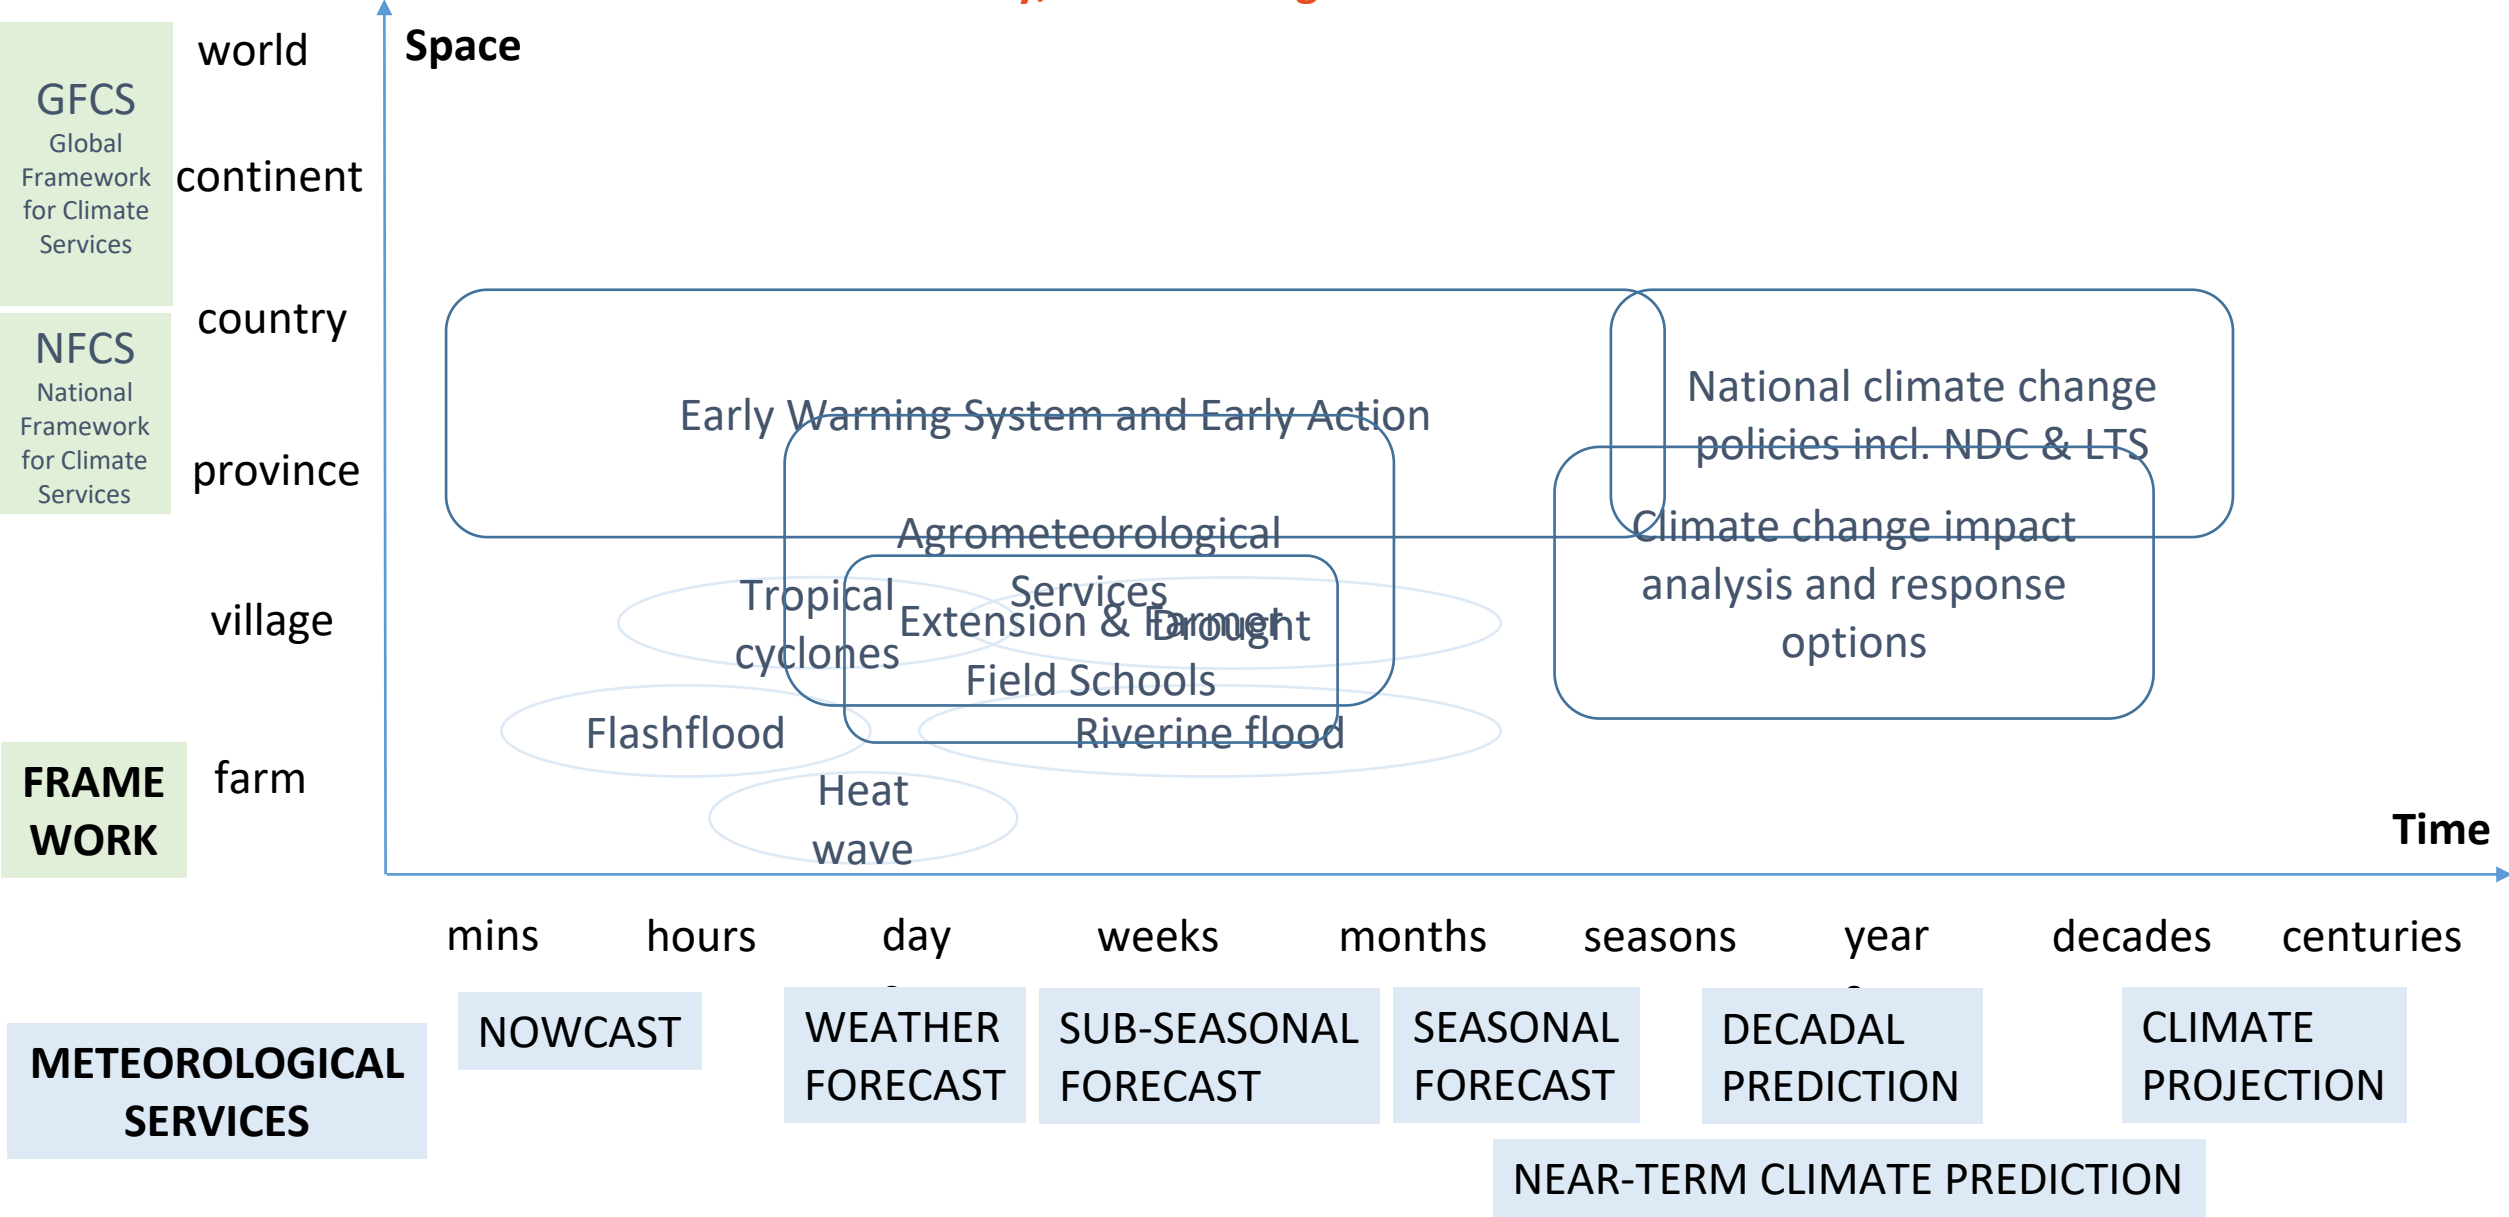 Space
world
GFCS
Global
Framework
for Climate
Services
continent
country
NFCS
National
Framework
for Climate
Services
province
village
farm
FRAME
WORK
Early Warning System and Early Action
National climate change
policies incl. NDC & LTS
Agrometeorological
Services
Climate change impact
analysis and response
options
Tropical
cyclones
Extension & Farmer
Field Schools
Drought
Flashflood
Riverine flood
Heat
wave
Time
mins
hours
day
weeks
months
seasons
year
decades
centuries
METEOROLOGICAL
SERVICES
NOWCAST
WEATHER
FORECAST
SUB-SEASONAL
FORECAST
SEASONAL
FORECAST
DECADAL
PREDICTION
CLIMATE
PROJECTION
NEAR-TERM CLIMATE PREDICTION